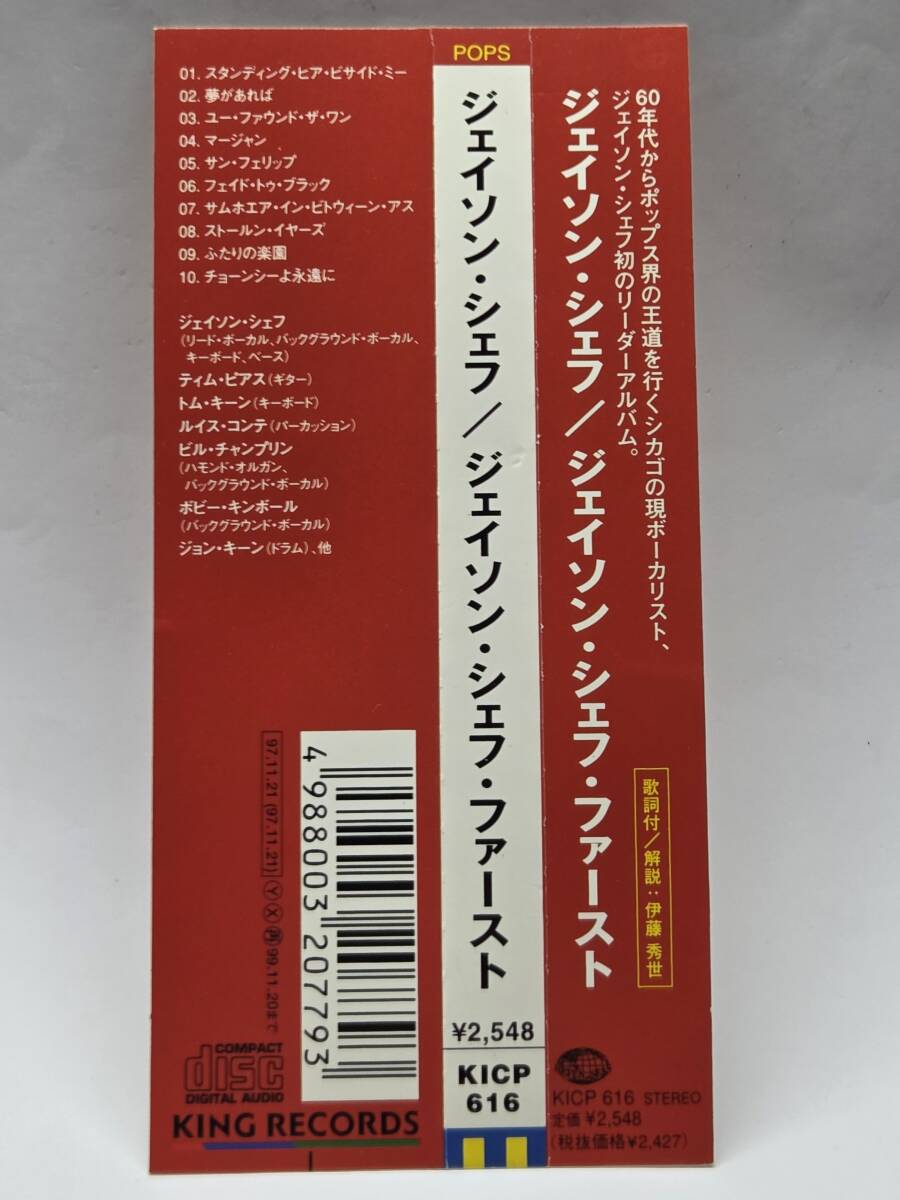 60年代からポップス界の王道を行くシカゴの現ボーカリスト、
ジェイソン・シェフ初のリーダーアルバム。
ジェイソン・シェフ／ジェイソン・シェフ・ファースト
歌詞付／解説：伊藤 秀世
KICP 616 STEREO
定価 ¥2,548
（税抜価格¥2,427）
POPS
ジェイソン・シェフ／ジェイソン・シェフ・ファースト
¥2,548
KICP
616
01. スタンディング・ヒア・ビサイド・ミー
02. 夢があれば
03. ユー・ファウンド・ザ・ワン
04. マージャン
05. サン・フェリップ
06. フェイド・トゥ・ブラック
07. サムホエア・イン・ビトウィーン・アス
08. ストールン・イヤーズ
09. ふたりの楽園
10. チョーンシーよ永遠に
ジェイソン・シェフ
（リード・ボーカル、バックグラウンド・ボーカル、
キーボード、ベース）
ティム・ピアス（ギター）
トム・キーン（キーボード）
ルイス・コンテ（パーカッション）
ビル・チャンプリン
（ハモンド・オルガン、
バックグラウンド・ボーカル）
ボビー・キンボール
（バックグラウンド・ボーカル）
ジョン・キーン（ドラム）、他
4 988003 207793
97.11.21 (97.11.21) Ⓨ Ⓧ 再 99.11.20まで
COMPACT
disc
DIGITAL AUDIO
KING RECORDS